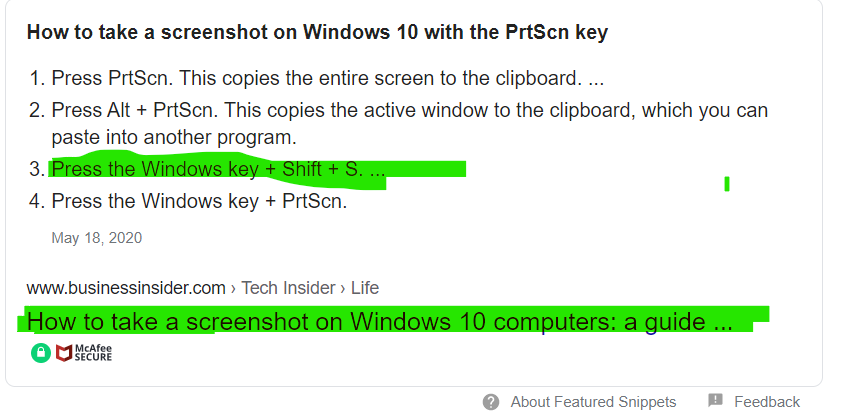 How to take a screenshot on Windows 10 with the PrtScn key
1. Press PrtScn. This copies the entire screen to the clipboard. ...
2. Press Alt + PrtScn. This copies the active window to the clipboard, which you can
paste into another program.
3. Press the Windows key + Shift + S. ...
4. Press the Windows key + PrtScn.
May 18, 2020
www.businessinsider.com › Tech Insider › Life
How to take a screenshot on Windows 10 computers: a guide ...
McAfee
SECURE
About Featured Snippets
Feedback